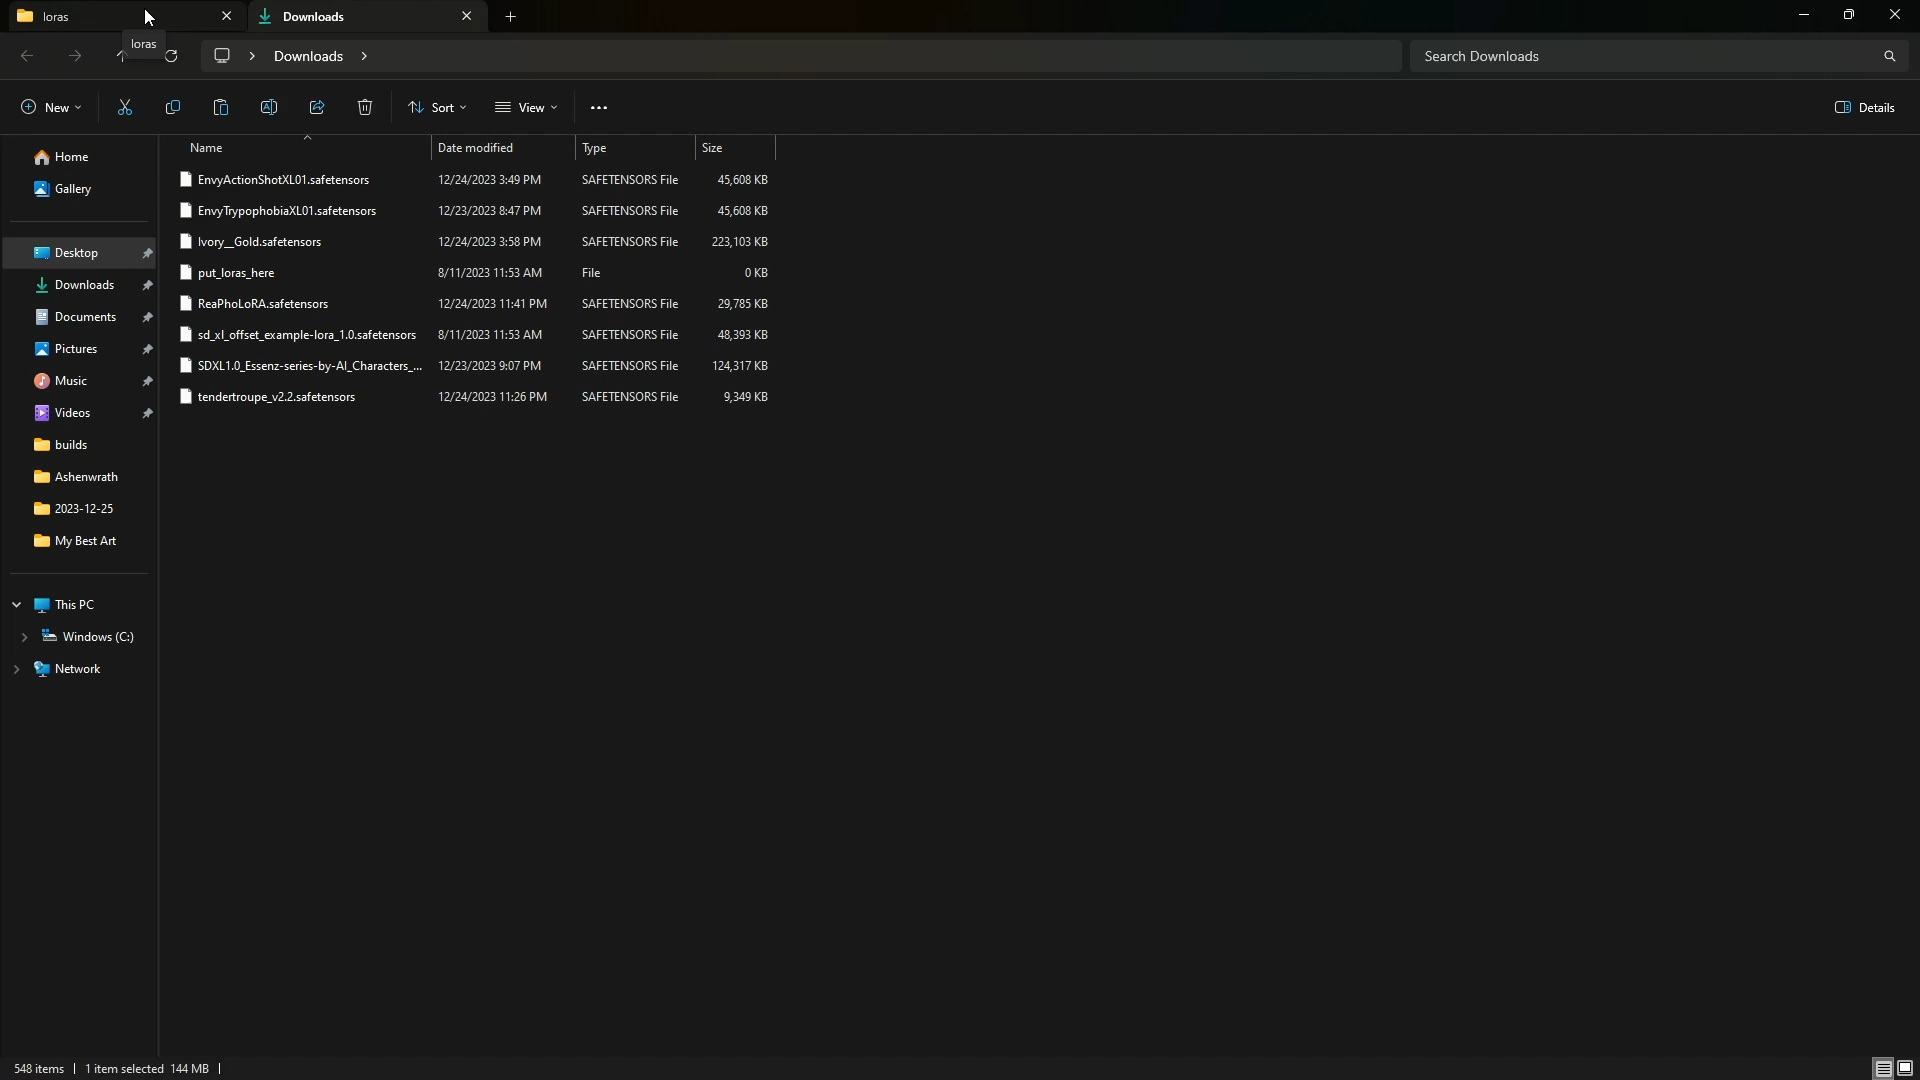 loras
Downloads
loras
Downloads
Search Downloads
New
Sort
View
Details
Name
Date modified
Type
Size
Home
Gallery
Desktop
Downloads
Documents
Pictures
Music
Videos
builds
Ashenwrath
2023-12-25
My Best Art
This PC
Windows (C:)
Network
EnvyActionShotXL01.safetensors 12/24/2023 3:49 PM SAFETENSORS File 45,608 KB
EnvyTrypophobiaXL01.safetensors 12/23/2023 8:47 PM SAFETENSORS File 45,608 KB
Ivory__Gold.safetensors 12/24/2023 3:58 PM SAFETENSORS File 223,103 KB
put_loras_here 8/11/2023 11:53 AM File 0 KB
ReaPhoLoRA.safetensors 12/24/2023 11:41 PM SAFETENSORS File 29,785 KB
sd_xl_offset_example-lora_1.0.safetensors 8/11/2023 11:53 AM SAFETENSORS File 48,393 KB
SDXL1.0_Essenz-series-by-AI_Characters_... 12/23/2023 9:07 PM SAFETENSORS File 124,317 KB
tendertroupe_v2.2.safetensors 12/24/2023 11:26 PM SAFETENSORS File 9,349 KB
548 items 1 item selected 144 MB